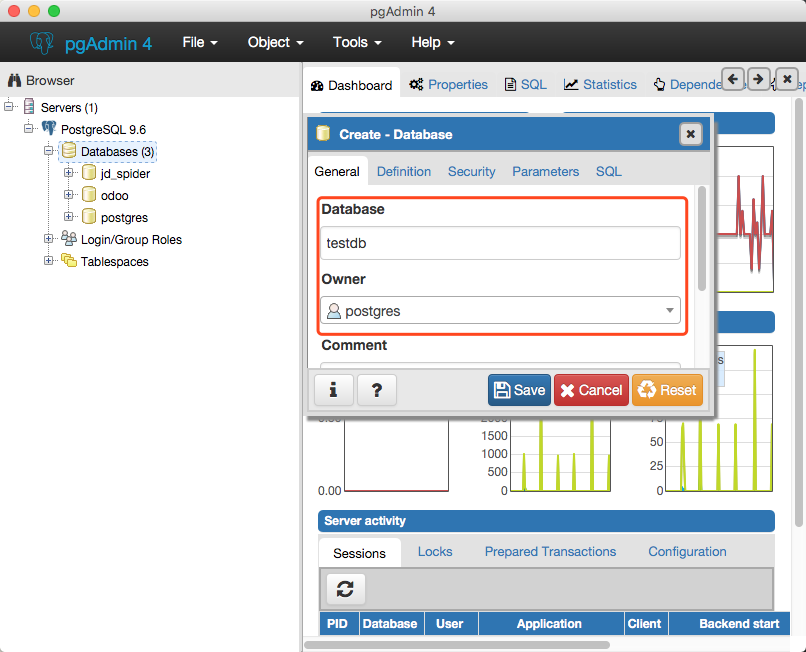 pgAdmin 4
pgAdmin 4 File Object Tools Help
Browser
Servers (1)
PostgreSQL 9.6
Databases (3)
jd_spider
odoo
postgres
Login/Group Roles
Tablespaces
Dashboard Properties SQL Statistics
Create - Database
General Definition Security Parameters SQL
Database
testdb
Owner
postgres
Comment
i ? Save Cancel Reset
1500
1000
500
0.00 0
50
25
0
Server activity
Sessions Locks Prepared Transactions Configuration
PID Database User Application Client Backend start